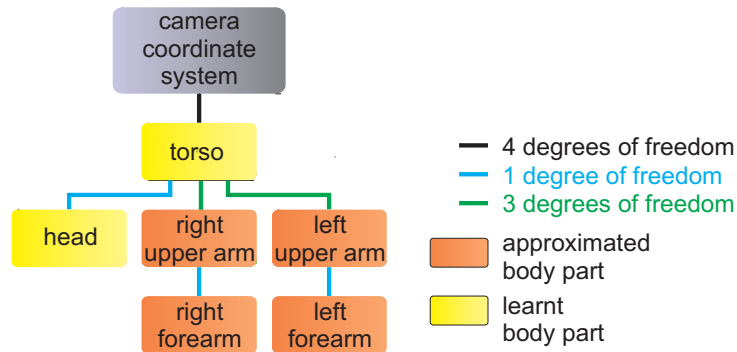 camera
coordinate
system
torso
head
right
upper arm
left
upper arm
right
forearm
left
forearm
4 degrees of freedom
1 degree of freedom
3 degrees of freedom
approximated
body part
learnt
body part